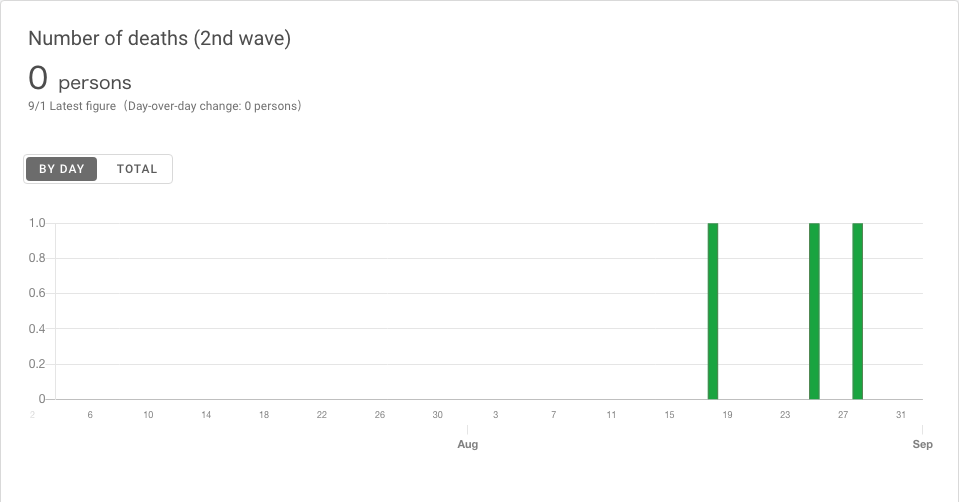 Number of deaths (2nd wave)
0 persons
9/1 Latest figure (Day-over-day change: 0 persons)
BY DAY TOTAL
1.0
0.8
0.6
0.4
0.2
0
2 6 10 14 18 22 26 30 3 7 11 15 19 23 27 31
Aug Sep